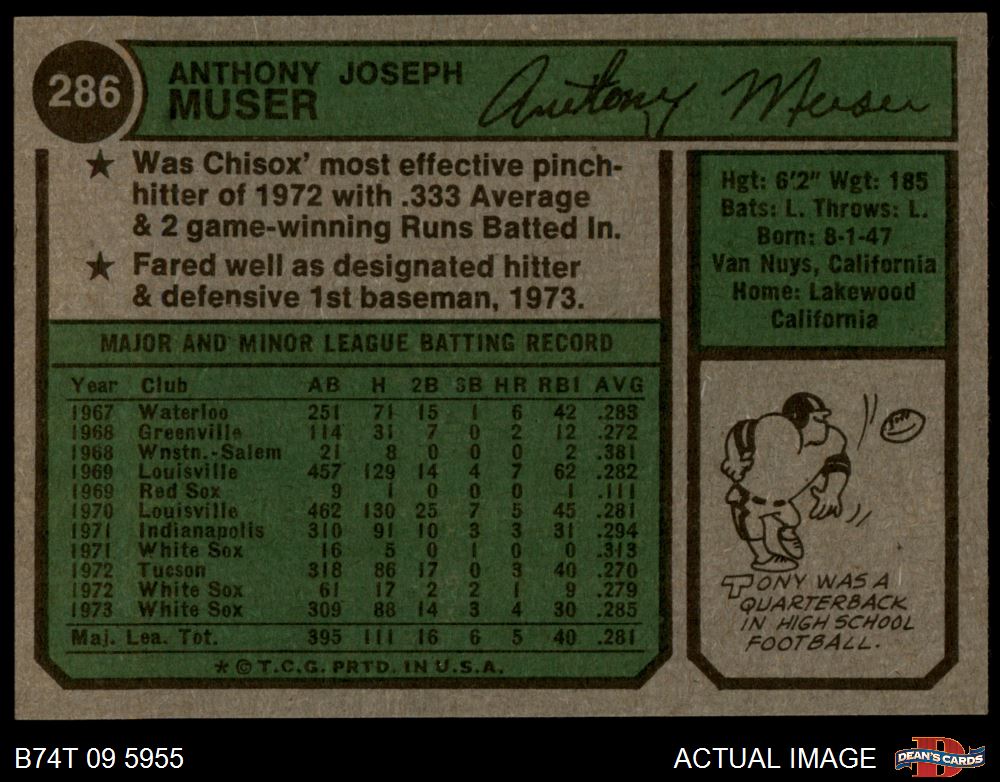 286
ANTHONY JOSEPH
MUSER
Anthony Muser
★ Was Chisox' most effective pinch-
hitter of 1972 with .333 Average
& 2 game-winning Runs Batted In.
★ Fared well as designated hitter
& defensive 1st baseman, 1973.
Hgt: 6'2" Wgt: 185
Bats: L. Throws: L.
Born: 8-1-47
Van Nuys, California
Home: Lakewood
California
MAJOR AND MINOR LEAGUE BATTING RECORD
Year Club AB H 2B 3B HR RBI AVG
1967 Waterloo 251 71 15 1 6 42 .283
1968 Greenville 114 31 7 0 2 12 .272
1968 Wnstn.-Salem 21 8 0 0 0 2 .381
1969 Louisville 457 129 14 4 7 62 .282
1969 Red Sox 9 1 0 0 0 1 .111
1970 Louisville 462 130 25 7 5 45 .281
1971 Indianapolis 310 91 10 3 3 31 .294
1971 White Sox 16 5 0 1 0 0 .313
1972 Tucson 318 86 17 0 3 40 .270
1972 White Sox 61 17 2 2 1 9 .279
1973 White Sox 309 88 14 3 4 30 .285
Maj. Lea. Tot. 395 111 16 6 5 40 .281
* © T.C.G. PRTD. IN U.S.A.
TONY WAS A
QUARTERBACK
IN HIGH SCHOOL
FOOTBALL.
B74T 09 5955
ACTUAL IMAGE
D
DEAN'S CARDS